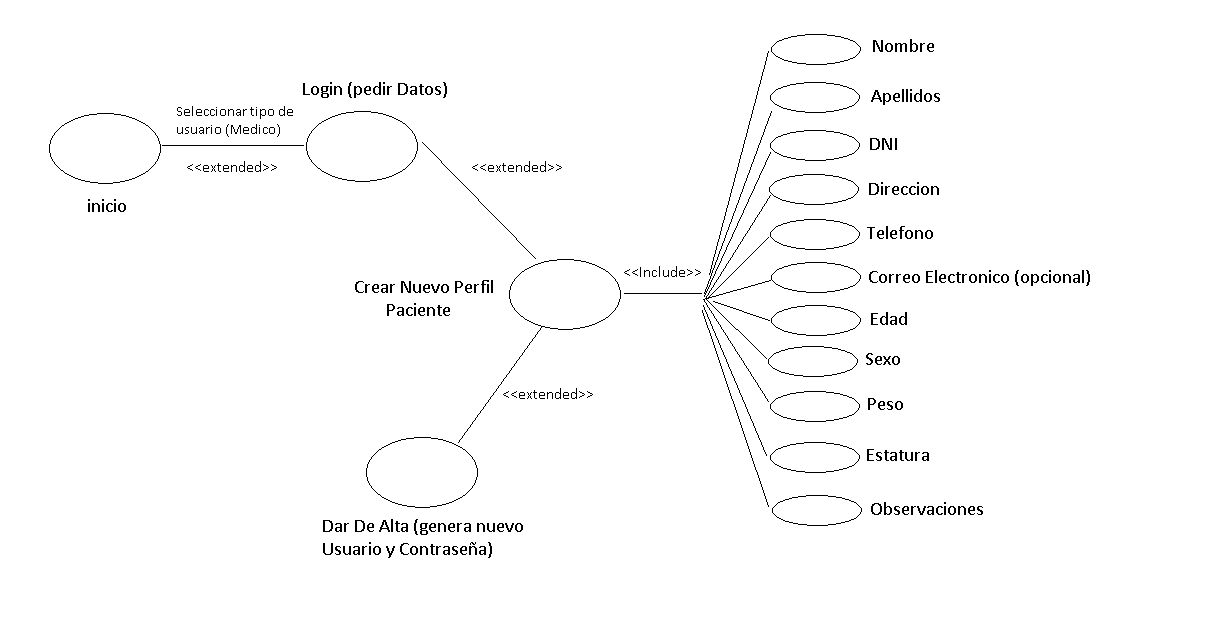 Login (pedir Datos)
Seleccionar tipo de
usuario (Medico)
<<extended>>
inicio
<<extended>>
Crear Nuevo Perfil
Paciente
<<Include>>
<<extended>>
Dar De Alta (genera nuevo
Usuario y Contraseña)
Nombre
Apellidos
DNI
Direccion
Telefono
Correo Electronico (opcional)
Edad
Sexo
Peso
Estatura
Observaciones